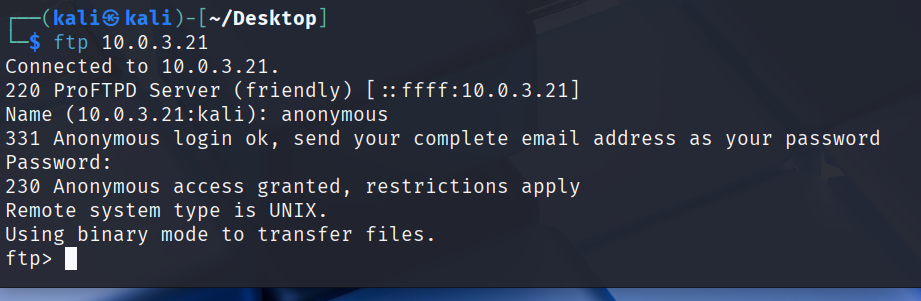 ┌──(kali㉿kali)-[~/Desktop]
└─$ ftp 10.0.3.21
Connected to 10.0.3.21.
220 ProFTPD Server (friendly) [::ffff:10.0.3.21]
Name (10.0.3.21:kali): anonymous
331 Anonymous login ok, send your complete email address as your password
Password:
230 Anonymous access granted, restrictions apply
Remote system type is UNIX.
Using binary mode to transfer files.
ftp>